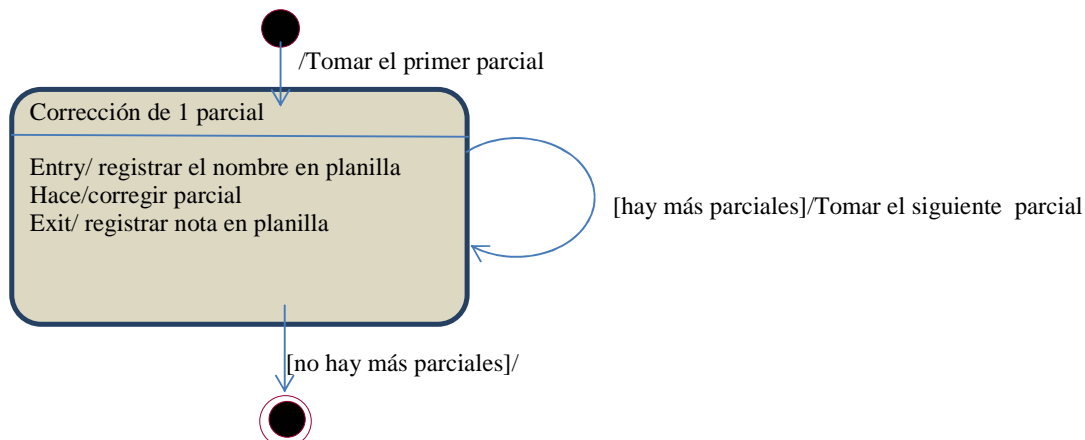 /Tomar el primer parcial
Corrección de 1 parcial
Entry/ registrar el nombre en planilla
Hace/corregir parcial
Exit/ registrar nota en planilla
[hay más parciales]/Tomar el siguiente  parcial
[no hay más parciales]/